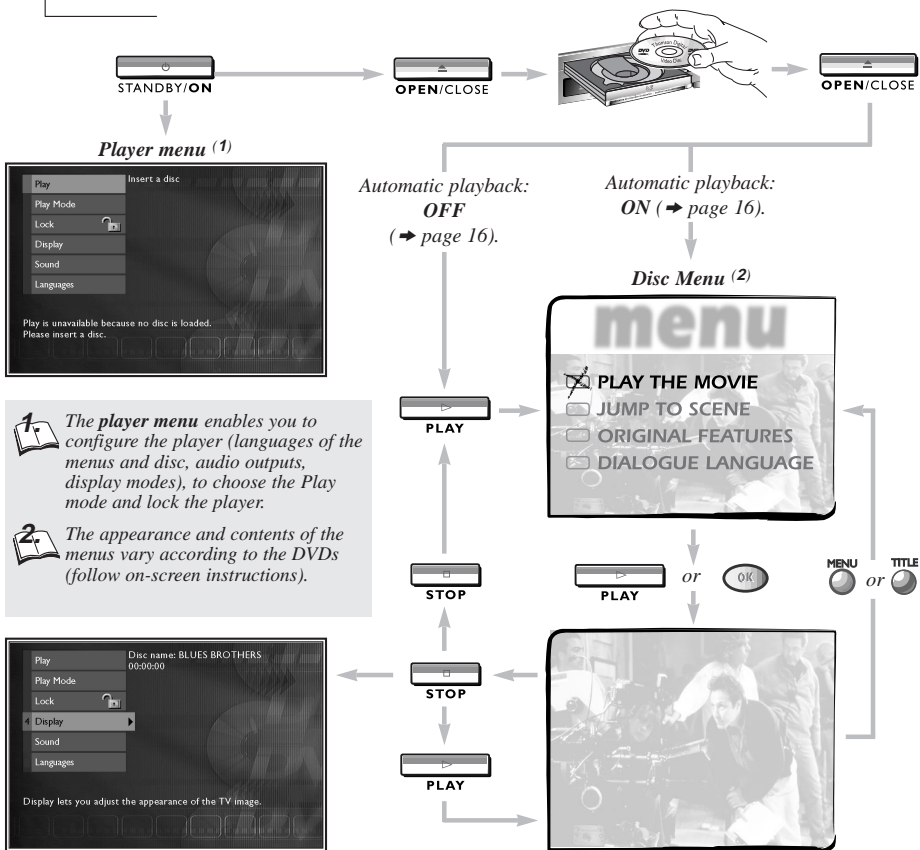 STANDBY/ON
OPEN/CLOSE
Thomson Digital
Video Disc
OPEN/CLOSE
Player menu (1)
Play
Insert a disc
Play Mode
Lock
Display
Sound
Languages
Play is unavailable because no disc is loaded.
Please insert a disc.
Automatic playback:
OFF
(➜ page 16).
Automatic playback:
ON (➜ page 16).
Disc Menu (2)
menu
PLAY THE MOVIE
JUMP TO SCENE
ORIGINAL FEATURES
DIALOGUE LANGUAGE
PLAY
1.
The player menu enables you to
configure the player (languages of the
menus and disc, audio outputs,
display modes), to choose the Play
mode and lock the player.
2.
The appearance and contents of the
menus vary according to the DVDs
(follow on-screen instructions).
STOP
PLAY
or
OK
MENU
or
TITLE
Play
Disc name: BLUES BROTHERS
00:00:00
Play Mode
Lock
Display
Sound
Languages
Display lets you adjust the appearance of the TV image.
STOP
PLAY